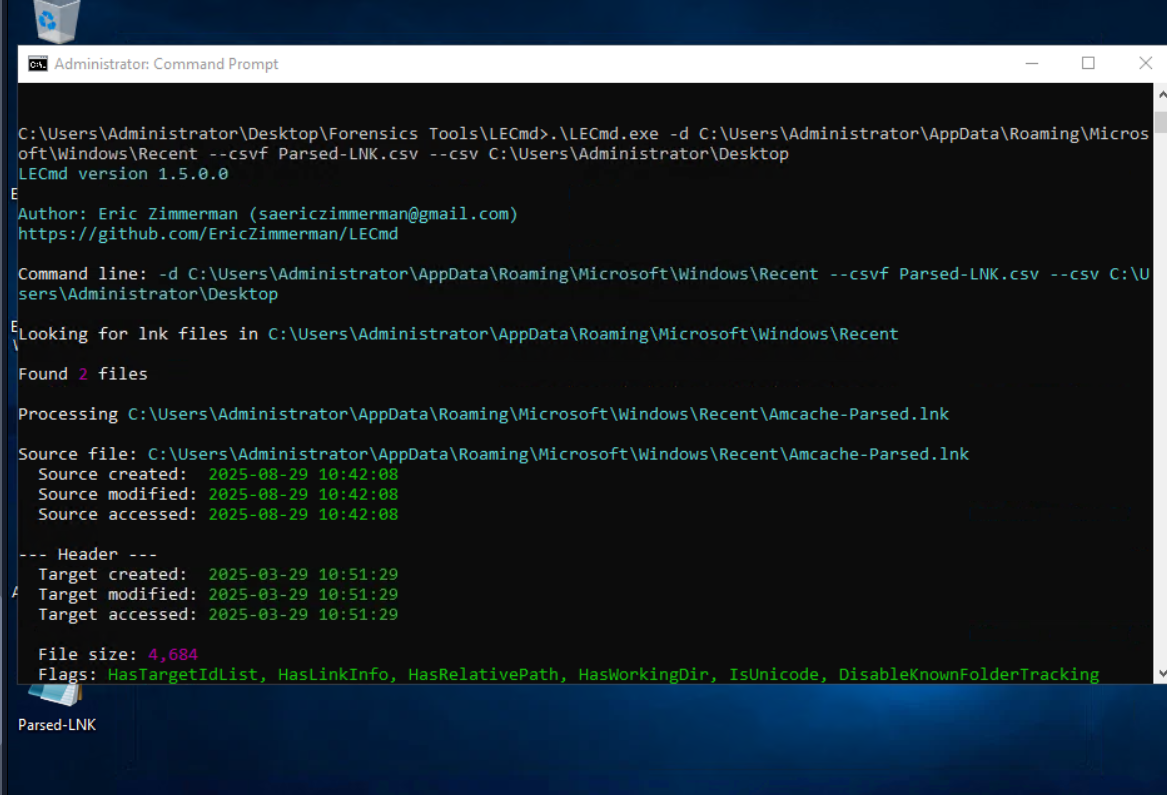 Administrator: Command Prompt
C:\Users\Administrator\Desktop\Forensics Tools\LECmd>.\LECmd.exe -d C:\Users\Administrator\AppData\Roaming\Micros
oft\Windows\Recent --csvf Parsed-LNK.csv --csv C:\Users\Administrator\Desktop
LECmd version 1.5.0.0
Author: Eric Zimmerman (saericzimmerman@gmail.com)
https://github.com/EricZimmerman/LECmd
Command line: -d C:\Users\Administrator\AppData\Roaming\Microsoft\Windows\Recent --csvf Parsed-LNK.csv --csv C:\U
sers\Administrator\Desktop
Looking for lnk files in C:\Users\Administrator\AppData\Roaming\Microsoft\Windows\Recent
Found 2 files
Processing C:\Users\Administrator\AppData\Roaming\Microsoft\Windows\Recent\Amcache-Parsed.lnk
Source file: C:\Users\Administrator\AppData\Roaming\Microsoft\Windows\Recent\Amcache-Parsed.lnk
Source created:  2025-08-29 10:42:08
Source modified: 2025-08-29 10:42:08
Source accessed: 2025-08-29 10:42:08
--- Header ---
Target created:  2025-03-29 10:51:29
Target modified: 2025-03-29 10:51:29
Target accessed: 2025-03-29 10:51:29
File size: 4,684
Flags: HasTargetIdList, HasLinkInfo, HasRelativePath, HasWorkingDir, IsUnicode, DisableKnownFolderTracking
Parsed-LNK